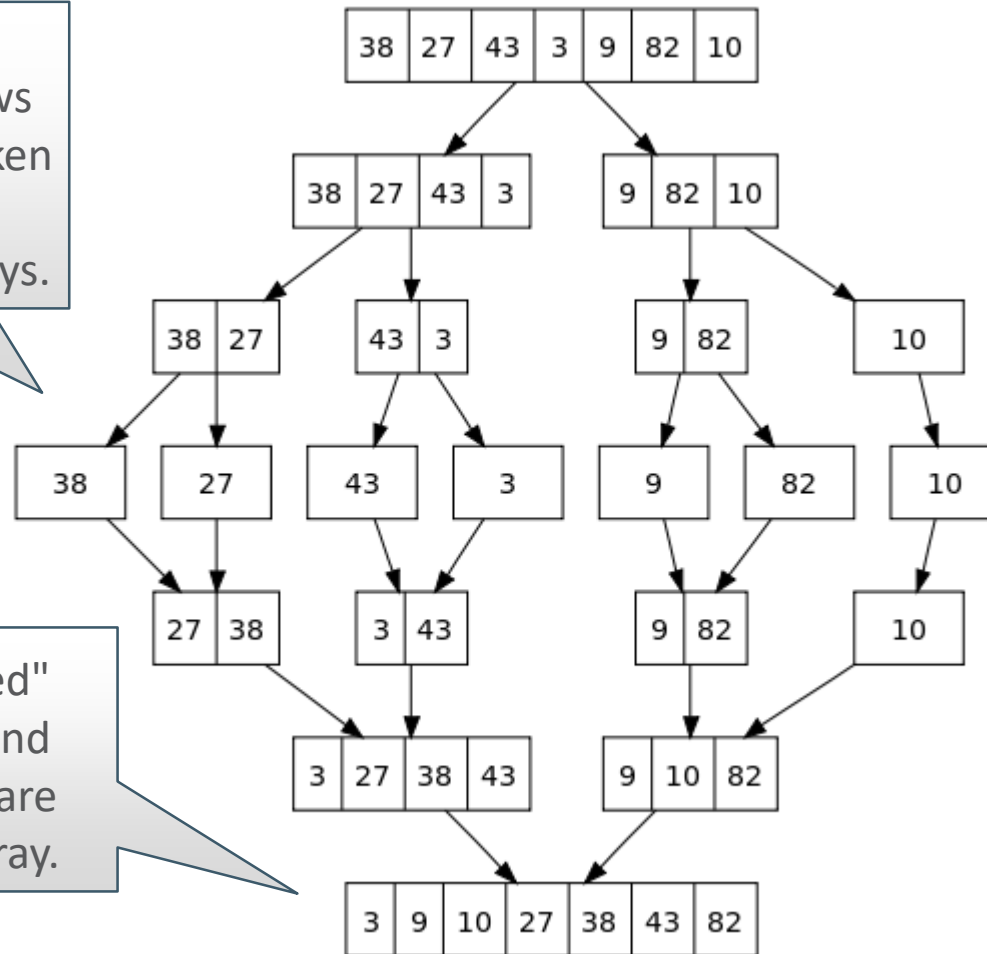 38 27 43 3 9 82 10
38 27 43 3 9 82 10
38 27 43 3 9 82 10
38 27 43 3 9 82 10
27 38 3 43 9 82 10
3 27 38 43 9 10 82
3 9 10 27 38 43 82
ys.
ed"
nd
are
ray.